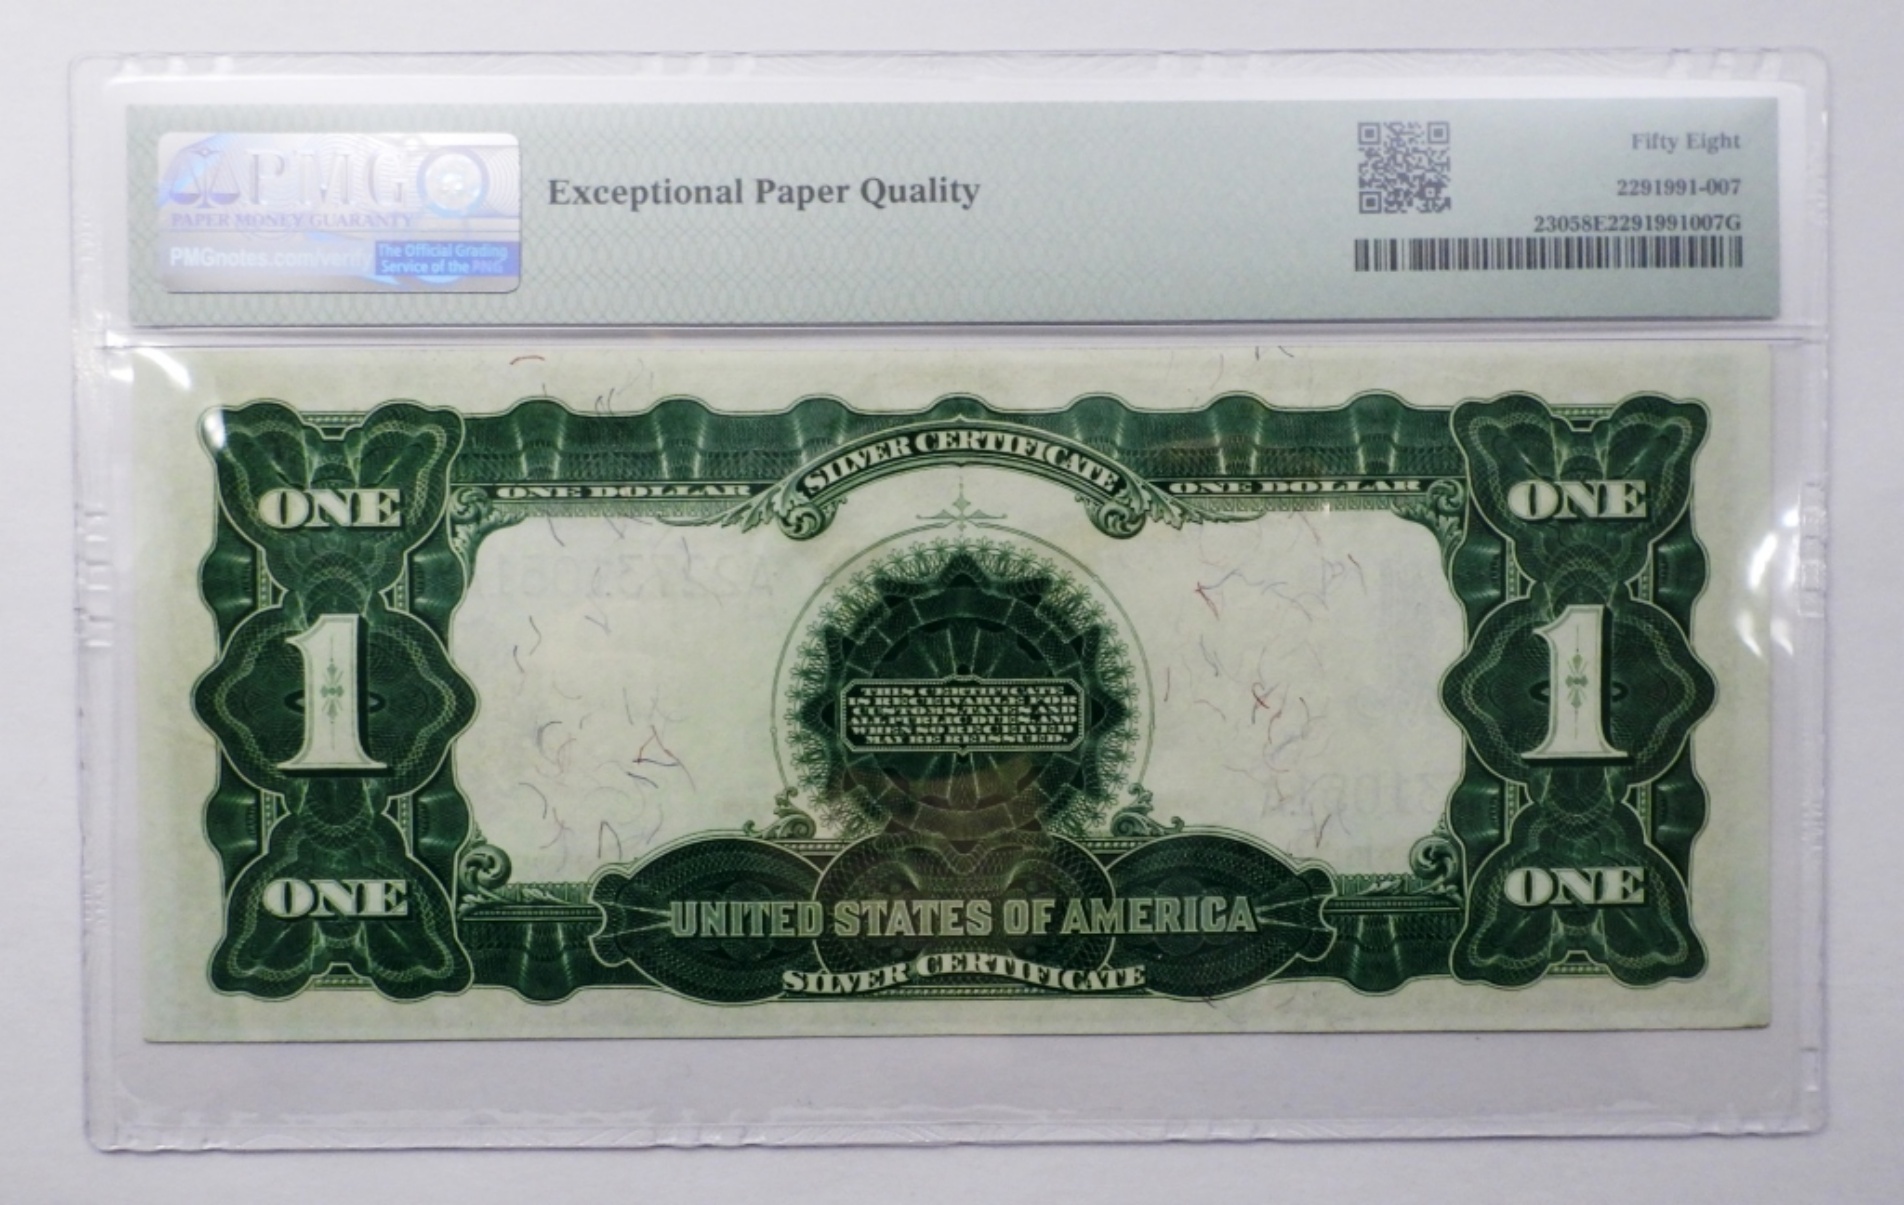 PMG
PAPER MONEY GUARANTY
PMGnotes.com/verify
The Official Grading
Service of the PNG
Exceptional Paper Quality
Fifty Eight
2291991-007
23058E2291991007G
SILVER CERTIFICATE
ONE DOLLAR
ONE DOLLAR
ONE
ONE
1
1
THIS CERTIFICATE
IS RECEIVABLE FOR
CUSTOMS, TAXES AND
ALL PUBLIC DUES, AND
WHEN SO RECEIVED
MAY BE REISSUED.
ONE
ONE
UNITED STATES OF AMERICA
SILVER CERTIFICATE